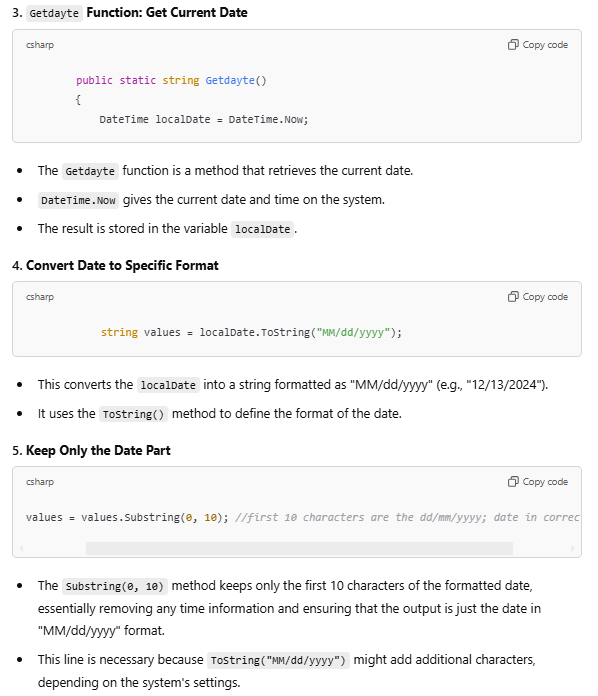 3. Getdayte Function: Get Current Date
csharp
Copy code
public static string Getdayte()
{
DateTime localDate = DateTime.Now;
• The Getdayte function is a method that retrieves the current date.
• DateTime.Now gives the current date and time on the system.
• The result is stored in the variable localDate .
4. Convert Date to Specific Format
csharp
Copy code
string values = localDate.ToString("MM/dd/yyyy");
• This converts the localDate into a string formatted as "MM/dd/yyyy" (e.g., "12/13/2024").
• It uses the ToString() method to define the format of the date.
5. Keep Only the Date Part
csharp
Copy code
values = values.Substring(0, 10); //first 10 characters are the dd/mm/yyyy; date in correc
• The Substring(0, 10) method keeps only the first 10 characters of the formatted date,
essentially removing any time information and ensuring that the output is just the date in
"MM/dd/yyyy" format.
• This line is necessary because ToString("MM/dd/yyyy") might add additional characters,
depending on the system's settings.